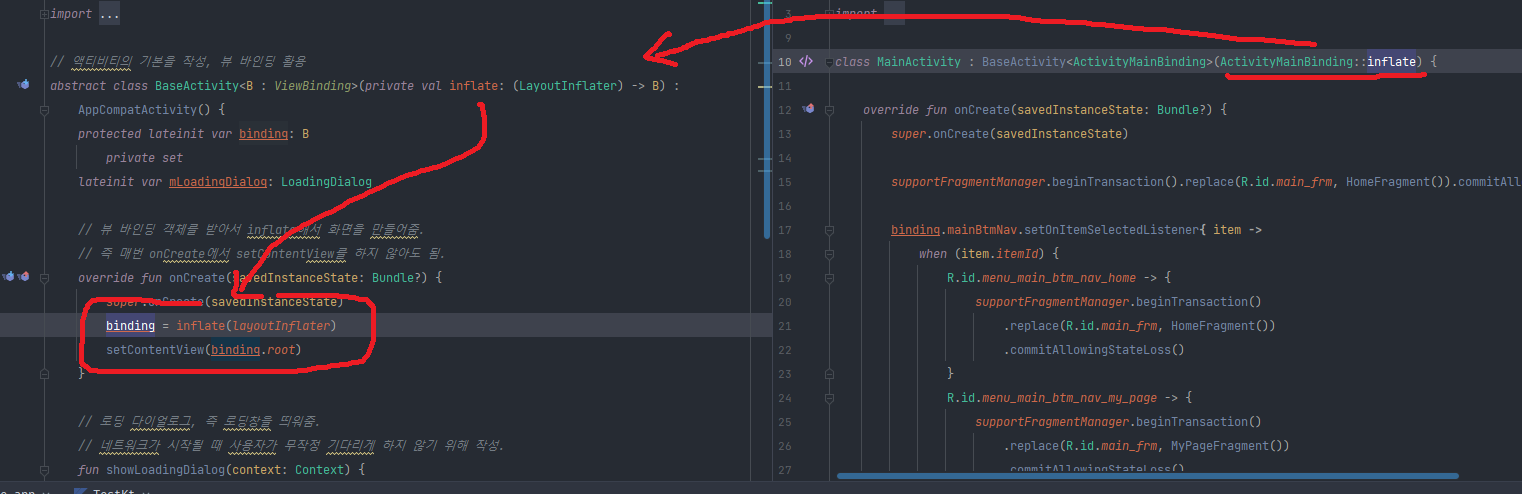 import ...
// 액티비티의 기본을 작성, 뷰 바인딩 활용
abstract class BaseActivity<B : ViewBinding>(private val inflate: (LayoutInflater) -> B) :
AppCompatActivity() {
protected lateinit var binding: B
private set
lateinit var mLoadingDialog: LoadingDialog
// 뷰 바인딩 객체를 받아서 inflate해서 화면을 만들어줌.
// 즉 매번 onCreate에서 setContentView를 하지 않아도 됨.
override fun onCreate(savedInstanceState: Bundle?) {
super.onCreate(savedInstanceState)
binding = inflate(layoutInflater)
setContentView(binding.root)
}
// 로딩 다이얼로그, 즉 로딩창을 띄워줌.
// 네트워크가 시작될 때 사용자가 무작정 기다리게 하지 않기 위해 작성.
fun showLoadingDialog(context: Context) {
3 import ...
9
10 class MainActivity : BaseActivity<ActivityMainBinding>(ActivityMainBinding::inflate) {
11
12 override fun onCreate(savedInstanceState: Bundle?) {
13 super.onCreate(savedInstanceState)
14
15 supportFragmentManager.beginTransaction().replace(R.id.main_frm, HomeFragment()).commitAllowingSta
16
17 binding.mainBtmNav.setOnItemSelectedListener{ item ->
18 when (item.itemId) {
19 R.id.menu_main_btm_nav_home -> {
20 supportFragmentManager.beginTransaction()
21 .replace(R.id.main_frm, HomeFragment())
22 .commitAllowingStateLoss()
23 }
24 R.id.menu_main_btm_nav_my_page -> {
25 supportFragmentManager.beginTransaction()
26 .replace(R.id.main_frm, MyPageFragment())
27 .commitAllowingStateLoss()
TestKt